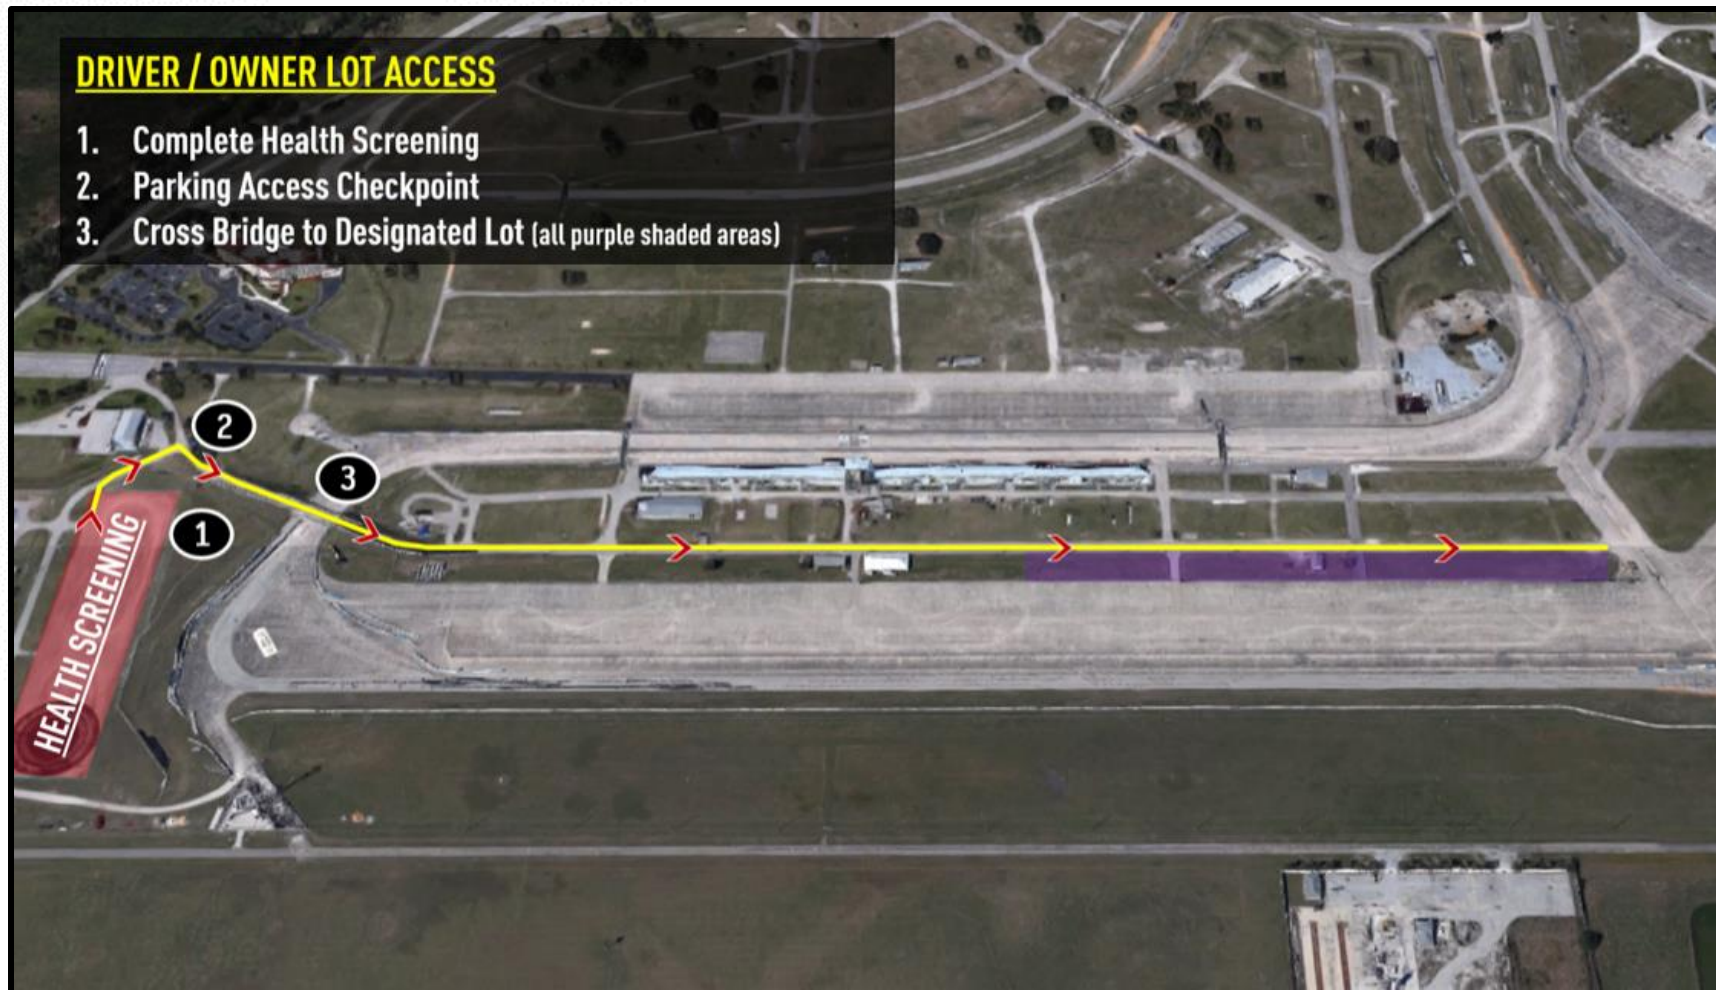 DRIVER / OWNER LOT ACCESS
1. Complete Health Screening
2. Parking Access Checkpoint
3. Cross Bridge to Designated Lot (all purple shaded areas)
2
3
1
HEALTH SCREENING